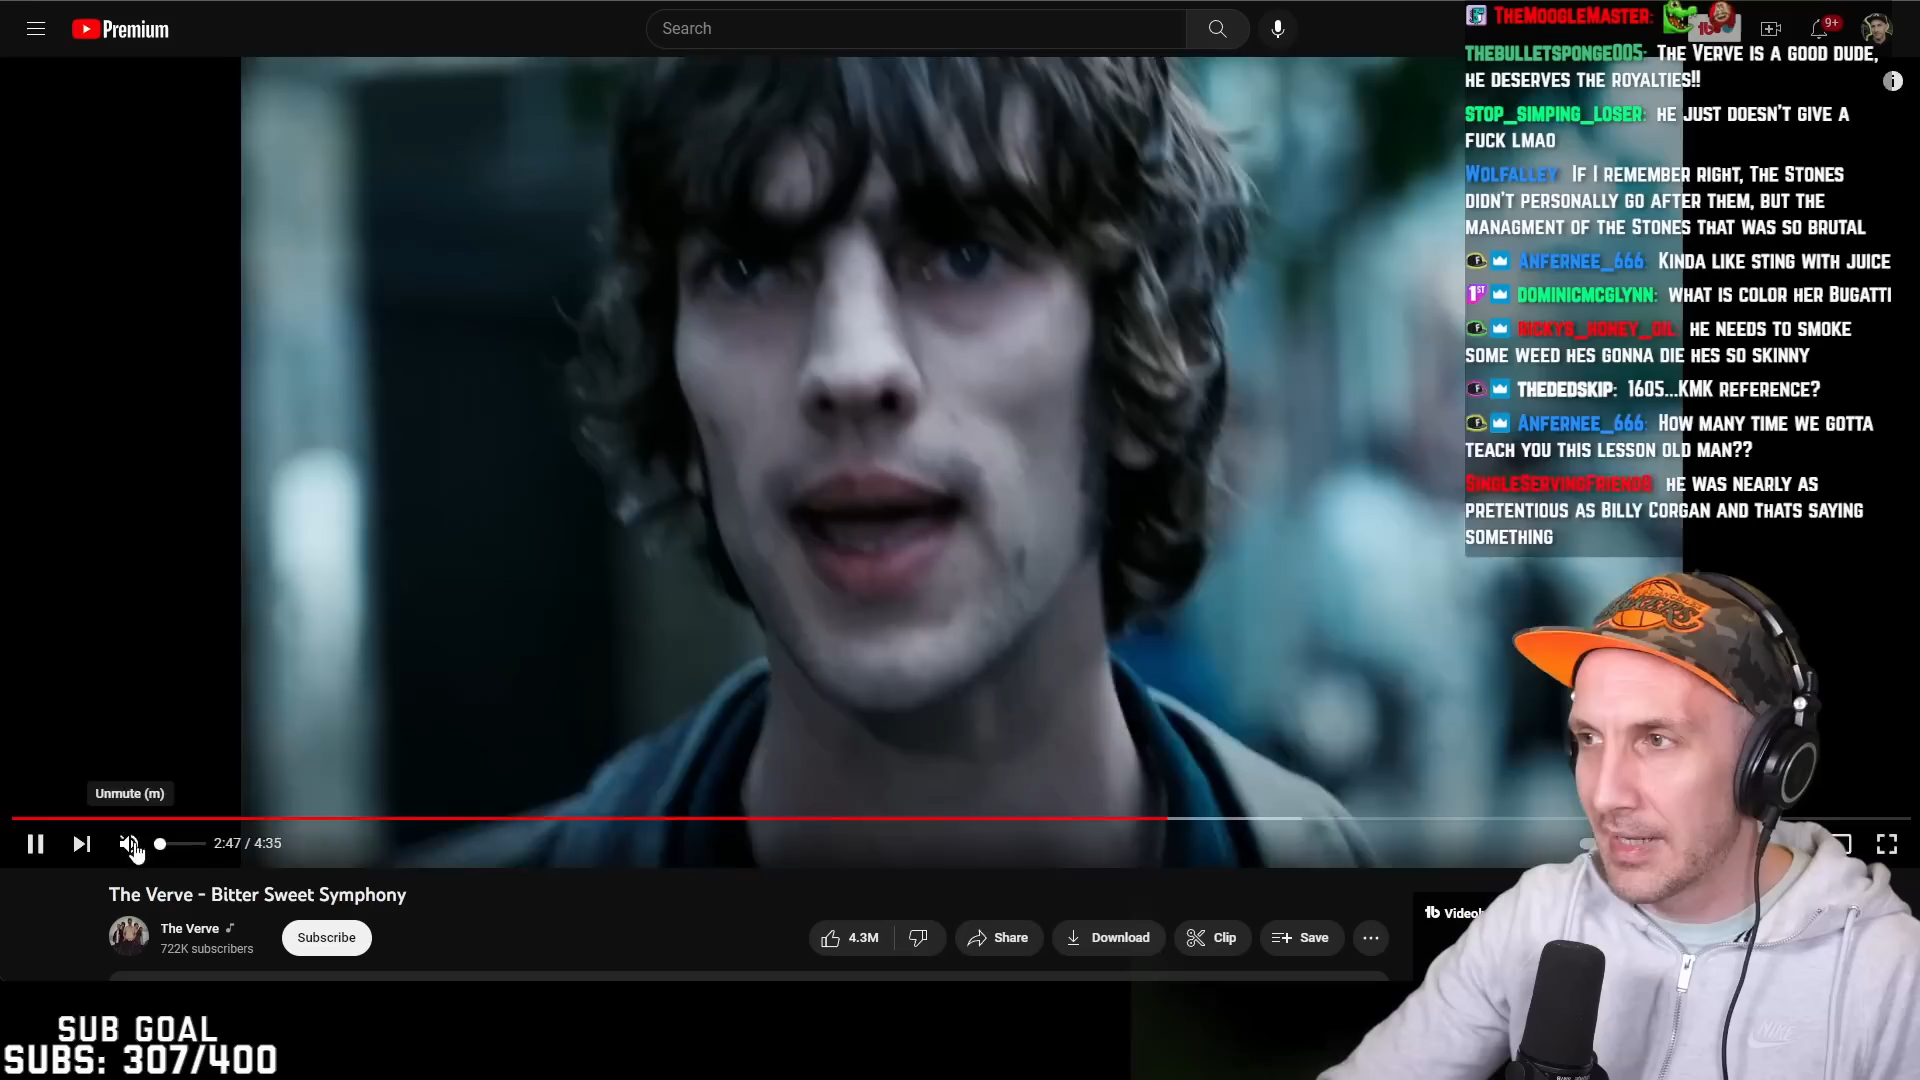 Premium
Search
9+
TheMoogleMaster:
thebulletsponge005: The Verve is a good dude,
he deserves the royalties!!
stop_simping_loser: he just doesn't give a
fuck lmao
Wolfalley: If I remember right, The Stones
didn't personally go after them, but the
managment of the Stones that was so brutal
Anfernee_666: Kinda like Sting with Juice
1ST dominicmcglynn: what is color her Bugatti
rickys_honey_oil: he needs to smoke
some weed hes gonna die hes so skinny
thededskip: 1605...KMK reference?
Anfernee_666: How many time we gotta
teach you this lesson old man??
SingleServingFriend8: he was nearly as
pretentious as Billy Corgan and thats saying
something
Unmute (m)
2:47 / 4:35
The Verve - Bitter Sweet Symphony
The Verve
722K subscribers
Subscribe
4.3M
Share
Download
Clip
Save
SUB GOAL
SUBS: 307/400
NIKE